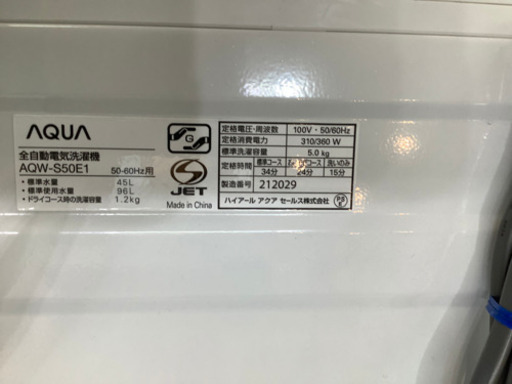 AQUA
全自動電気洗濯機
AQW-S50E1 50-60Hz用
・標準水量 45L
・標準使用水量 96L
・ドライコース時の洗濯容量 1.2kg
G
JET
Made in China
定格電圧・周波数 100V・50/60Hz
定格消費電力 310/360 W
標準洗濯容量 5.0 kg
定格時間 標準コース 洗いのみ
34分 24分 15分
製造番号 212029
ハイアール アクア セールス株式会社